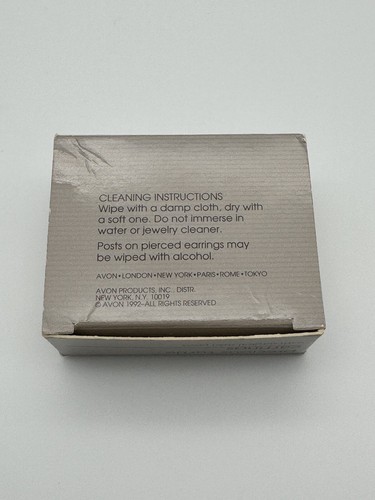 CLEANING INSTRUCTIONS
Wipe with a damp cloth, dry with
a soft one. Do not immerse in
water or jewelry cleaner.
Posts on pierced earrings may
be wiped with alcohol.
AVON•LONDON•NEW YORK•PARIS•ROME•TOKYO
AVON PRODUCTS, INC., DISTR.
NEW YORK, N.Y. 10019
© AVON 1992-ALL RIGHTS RESERVED